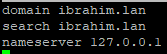 domain ibrahim.lan
search ibrahim.lan
nameserver 127.0.0.1